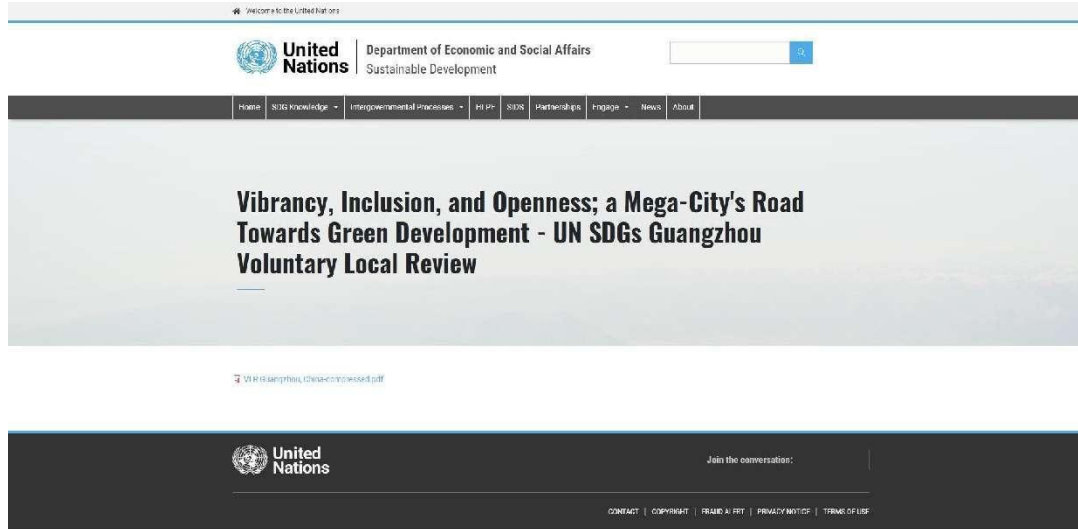 Welcome to the United Nations
United Nations
Department of Economic and Social Affairs
Sustainable Development
Home SDG Knowledge Intergovernmental Processes HLPF SIDS Partnerships Engage News About
Vibrancy, Inclusion, and Openness; a Mega-City's Road
Towards Green Development - UN SDGs Guangzhou
Voluntary Local Review
VLR Guangzhou, China-compressed.pdf
United
Nations
Join the conversation:
CONTACT | COPYRIGHT | FRAUD ALERT | PRIVACY NOTICE | TERMS OF USE